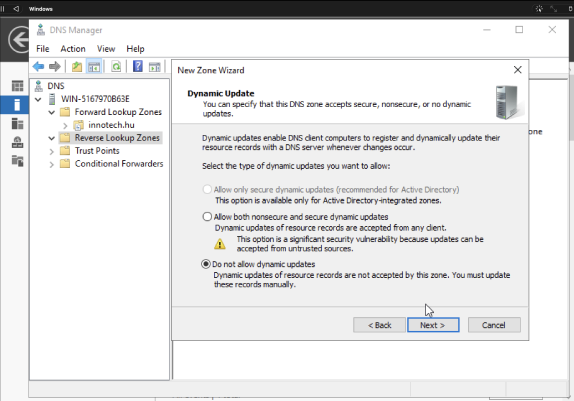 Windows
DNS Manager
File Action View Help
DNS
WIN-5167970B63E
Forward Lookup Zones
innotech.hu
Reverse Lookup Zones
Trust Points
Conditional Forwarders
one
New Zone Wizard
Dynamic Update
You can specify that this DNS zone accepts secure, nonsecure, or no dynamic
updates.
Dynamic updates enable DNS client computers to register and dynamically update their
resource records with a DNS server whenever changes occur.
Select the type of dynamic updates you want to allow:
Allow only secure dynamic updates (recommended for Active Directory)
This option is available only for Active Directory-integrated zones.
Allow both nonsecure and secure dynamic updates
Dynamic updates of resource records are accepted from any client.
This option is a significant security vulnerability because updates can be
accepted from untrusted sources.
Do not allow dynamic updates
Dynamic updates of resource records are not accepted by this zone. You must update
these records manually.
< Back Next > Cancel